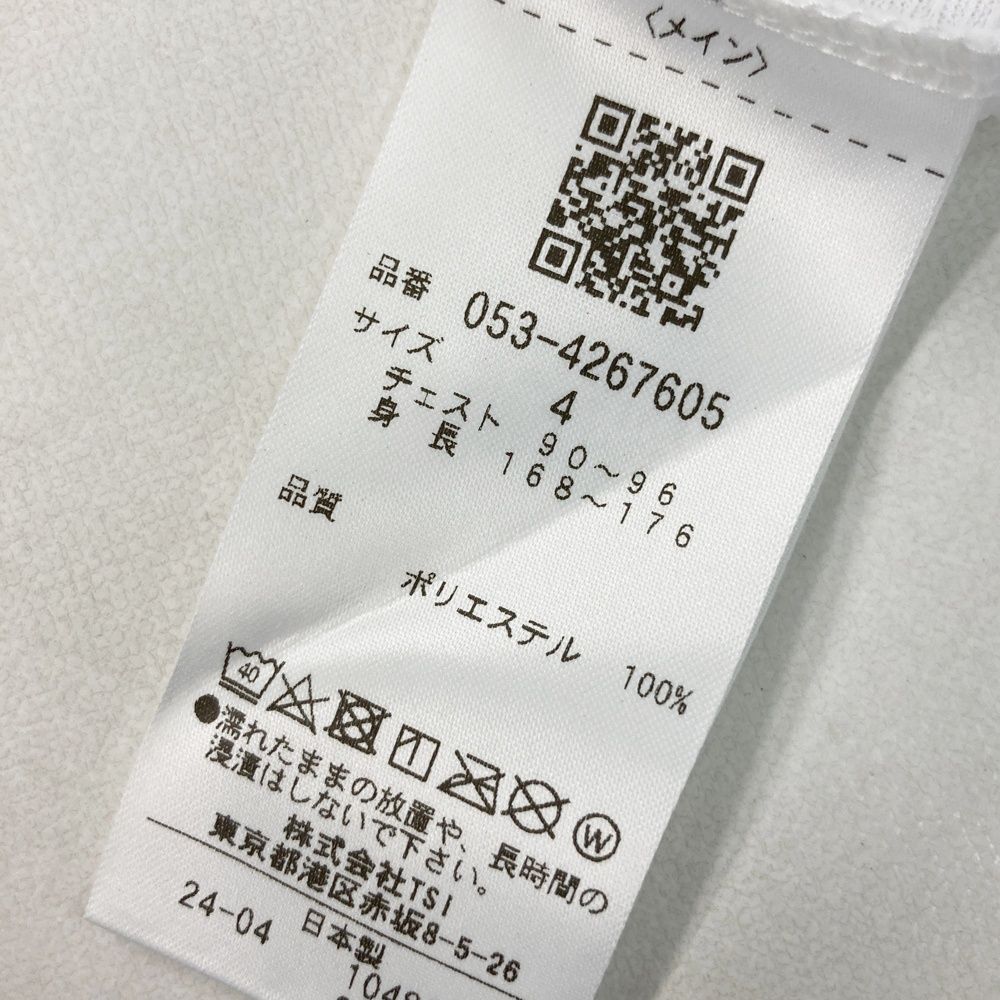 〈メイン〉
品番 053-4267605
サイズ 4
チェスト 90～96
身長 168～176
品質
ポリエステル 100%
40
W
●濡れたままの放置や、長時間の
浸漬はしないで下さい。
株式会社TSI
東京都港区赤坂8-5-26
24-04 日本製